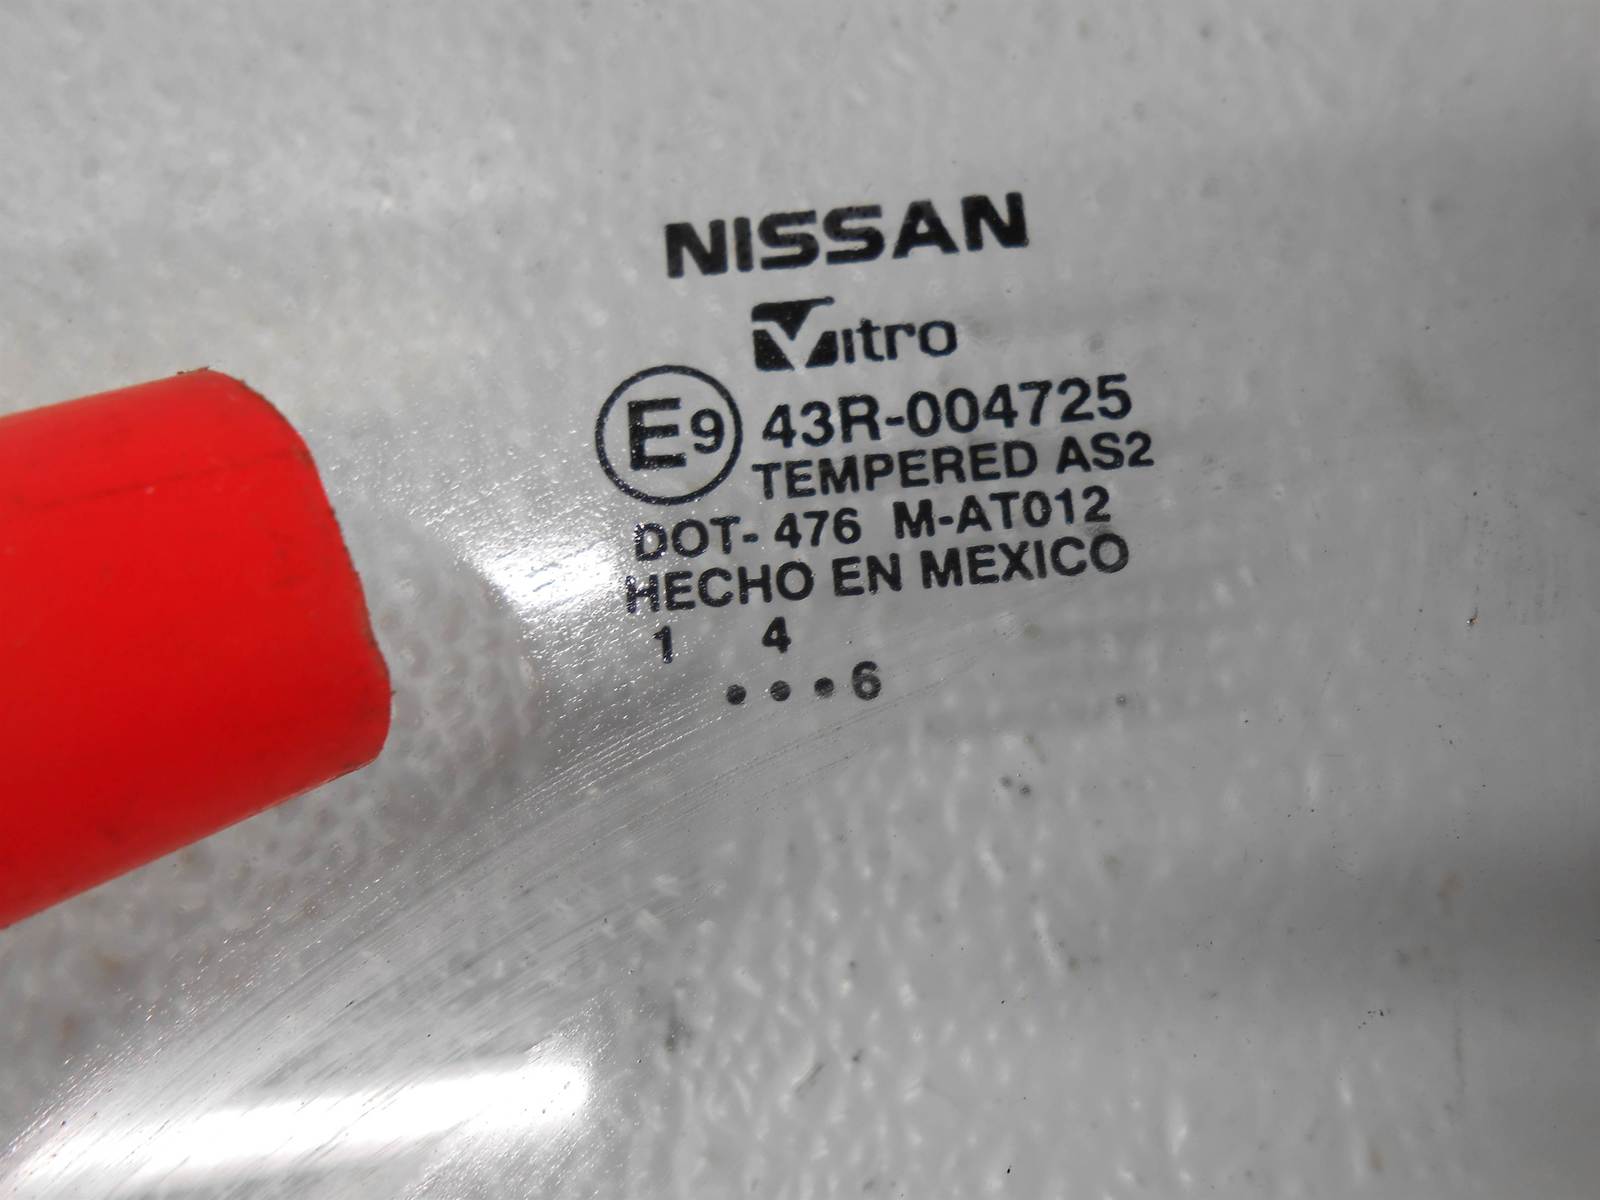 NISSAN
Vitro
E9 43R-004725
TEMPERED AS2
DOT-476 M-AT012
HECHO EN MEXICO
1 4
•••6